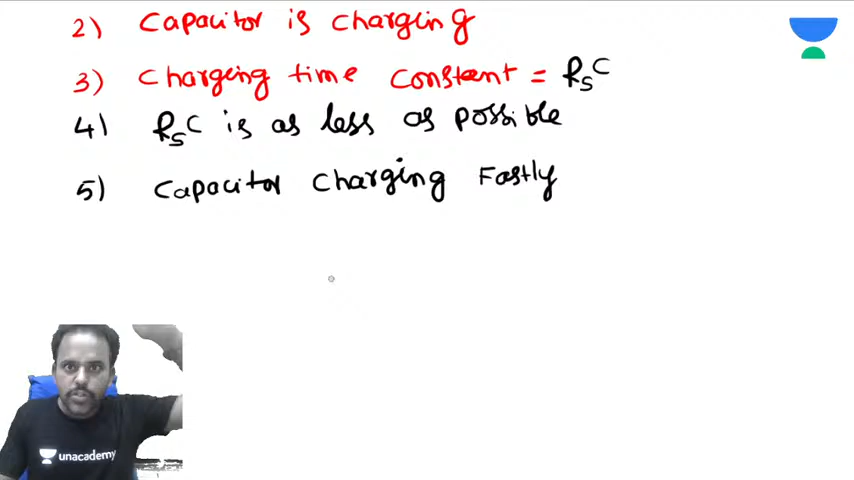 2) Capacitor is charging
3) Charging time constant = RsC
4) RsC is as less as possible
5) Capacitor charging Fastly
unacademy